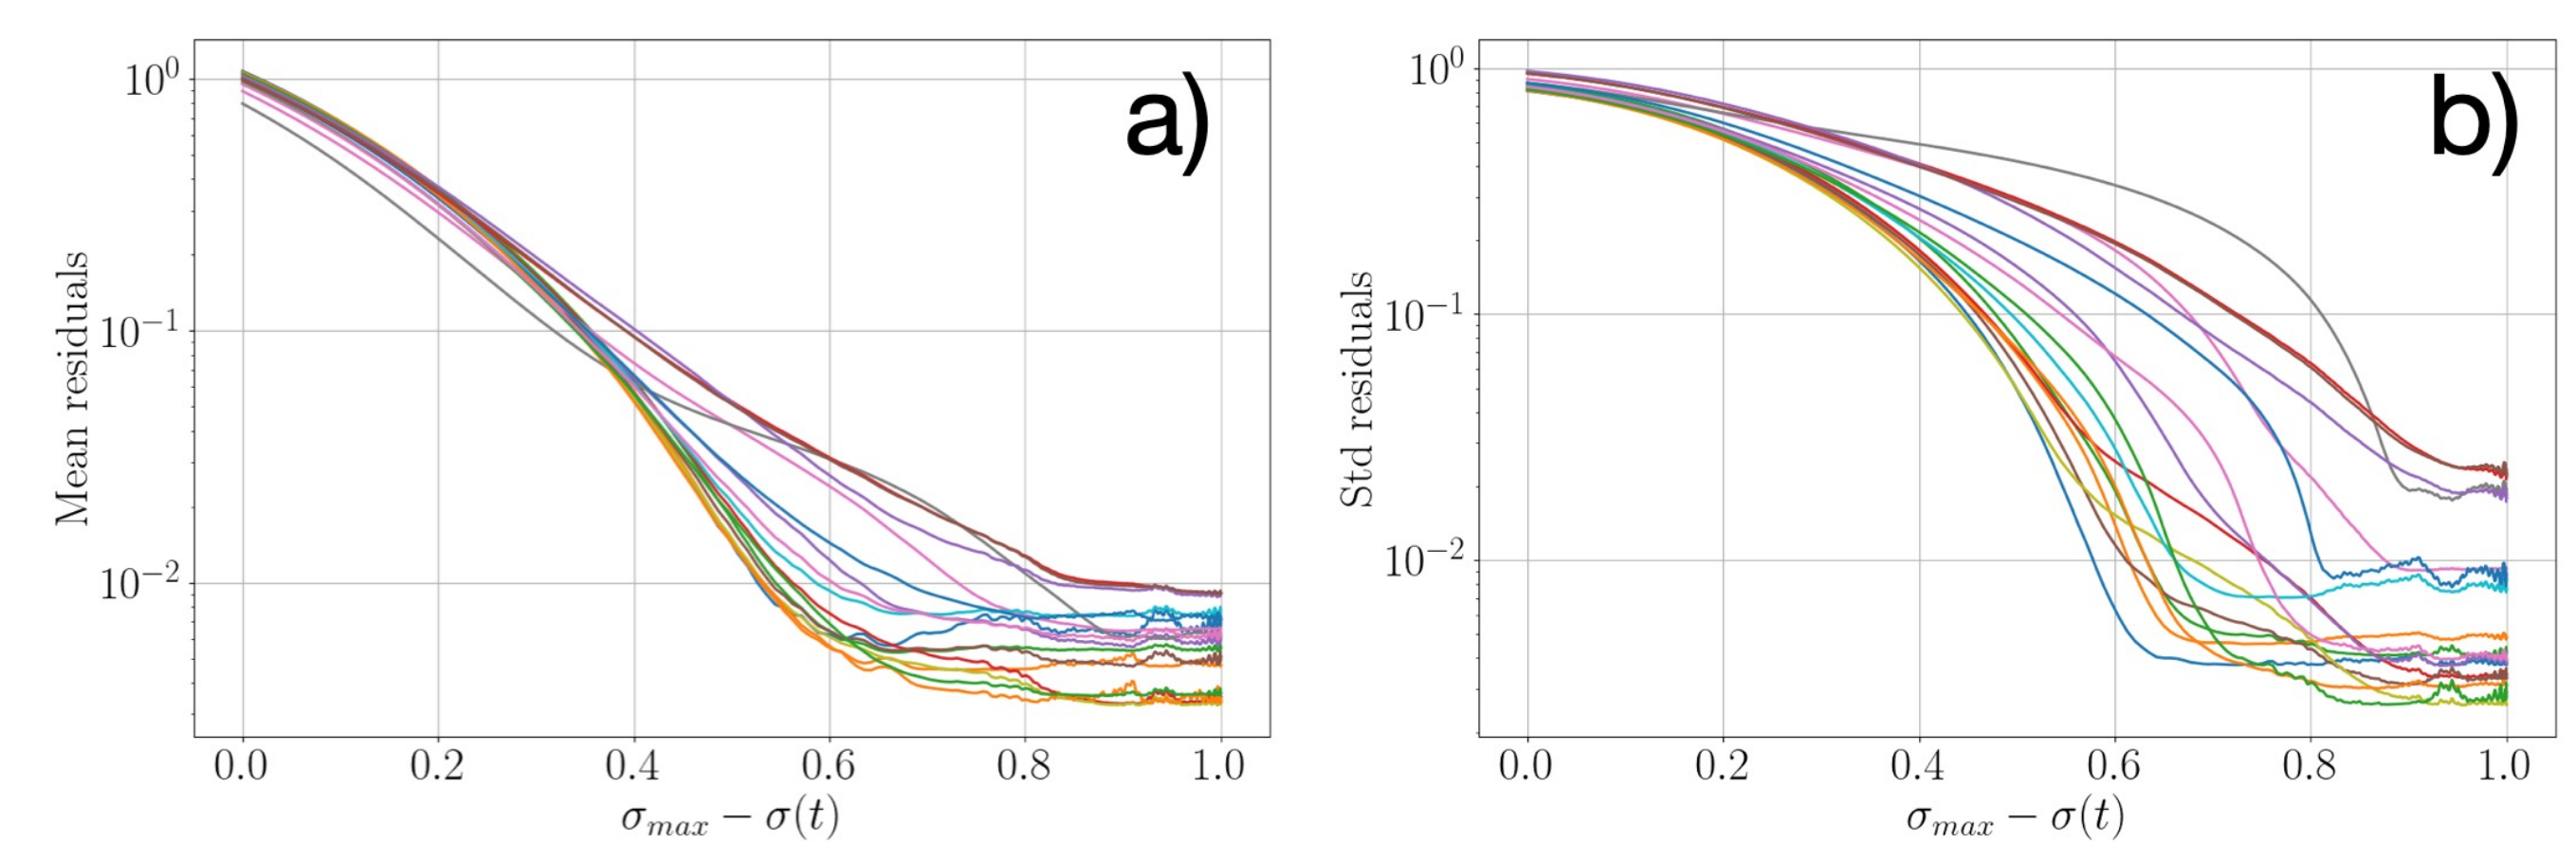 a)
10^0
10^-1
10^-2
Mean residuals
0.0 0.2 0.4 0.6 0.8 1.0
σ_max − σ(t)
b)
10^0
10^-1
10^-2
Std residuals
0.0 0.2 0.4 0.6 0.8 1.0
σ_max − σ(t)